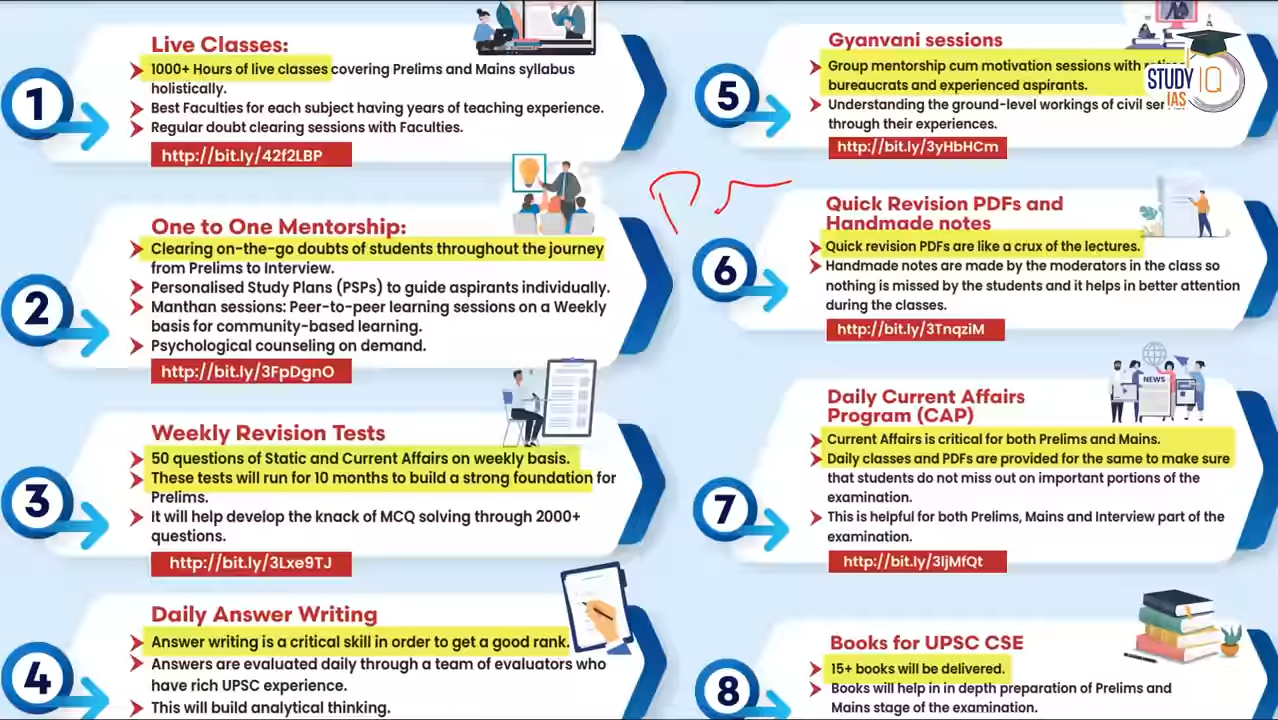 Live Classes:
1000+ Hours of live classes covering Prelims and Mains syllabus
holistically.
Best Faculties for each subject having years of teaching experience.
Regular doubt clearing sessions with Faculties.
1
http://bit.ly/42f2LBP
One to One Mentorship:
Clearing on-the-go doubts of students throughout the journey
from Prelims to Interview.
Personalised Study Plans (PSPs) to guide aspirants individually.
Manthan sessions: Peer-to-peer learning sessions on a Weekly
basis for community-based learning.
Psychological counseling on demand.
2
http://bit.ly/3FpDgnO
Weekly Revision Tests
50 questions of Static and Current Affairs on weekly basis.
These tests will run for 10 months to build a strong foundation for
Prelims.
It will help develop the knack of MCQ solving through 2000+
questions.
3
http://bit.ly/3Lxe9TJ
Daily Answer Writing
Answer writing is a critical skill in order to get a good rank.
Answers are evaluated daily through a team of evaluators who
have rich UPSC experience.
This will build analytical thinking.
4
Gyanvani sessions
Group mentorship cum motivation sessions with
bureaucrats and experienced aspirants.
Understanding the ground-level workings of civil
through their experiences.
5
http://bit.ly/3yHbHCm
STUDY IQ
IAS
Quick Revision PDFs and
Handmade notes
Quick revision PDFs are like a crux of the lectures.
Handmade notes are made by the moderators in the class so
nothing is missed by the students and it helps in better attention
during the classes.
6
http://bit.ly/3TnqziM
NEWS
Daily Current Affairs
Program (CAP)
Current Affairs is critical for both Prelims and Mains.
Daily classes and PDFs are provided for the same to make sure
that students do not miss out on important portions of the
examination.
This is helpful for both Prelims, Mains and Interview part of the
examination.
7
http://bit.ly/3ljMfQt
Books for UPSC CSE
15+ books will be delivered.
Books will help in in depth preparation of Prelims and
Mains stage of the examination.
8